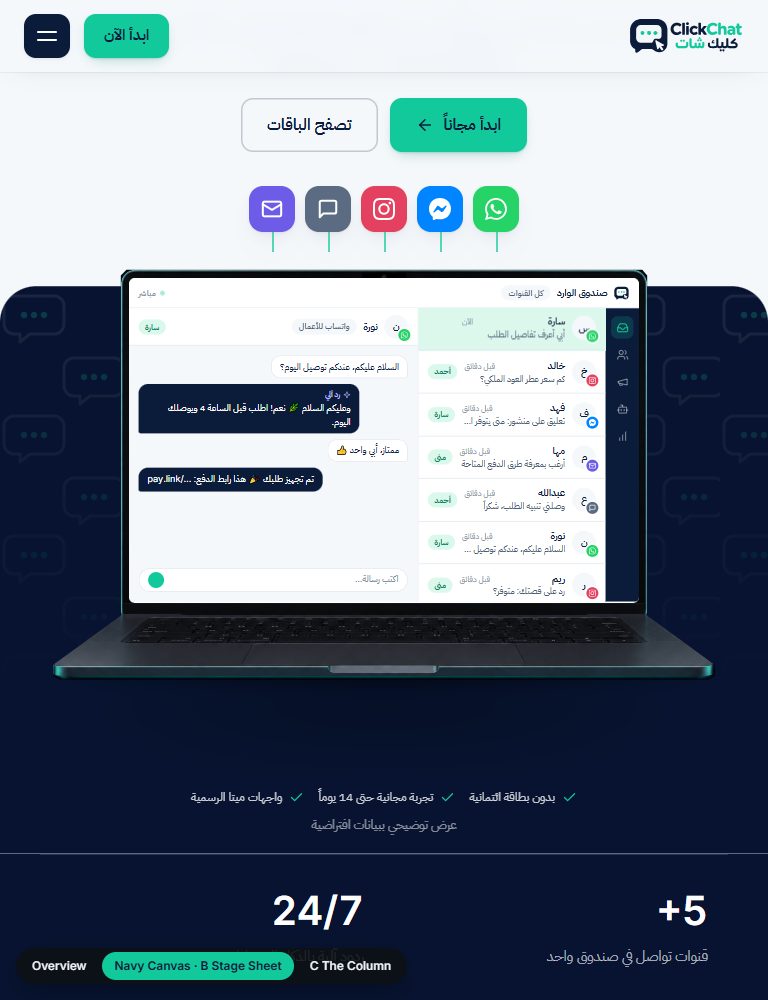 ClickChat
كليك شات
ابدأ الآن
ابدأ مجاناً
تصفح الباقات
صندوق الوارد
كل القنوات
مباشر
سارة
الآن
أبي أعرف تفاصيل الطلب
خالد
قبل دقائق
كم سعر عطر العود الملكي؟
أحمد
فهد
قبل دقائق
تعليق على منشور: متى يتوفر ا...
سارة
مها
قبل دقائق
أرغب بمعرفة طرق الدفع المتاحة
منى
عبدالله
قبل دقائق
وصلني تنبيه الطلب، شكراً
أحمد
نورة
قبل دقائق
السلام عليكم، عندكم توصيل ...
سارة
ريم
قبل دقائق
رد على قصتك: متوفر؟
منى
ن
نورة
واتساب للأعمال
سارة
السلام عليكم، عندكم توصيل اليوم؟
رد آلي
وعليكم السلام 🌿 نعم! اطلب قبل الساعة 4 ويوصلك
اليوم.
ممتاز، أبي واحد 👍
تم تجهيز طلبك 🎉 هذا رابط الدفع: .../pay.link
اكتب رسالة...
بدون بطاقة ائتمانية
تجربة مجانية حتى 14 يوماً
واجهات ميتا الرسمية
عرض توضيحي ببيانات افتراضية
+5
قنوات تواصل في صندوق واحد
24/7
Overview
Navy Canvas · B Stage Sheet
C The Column